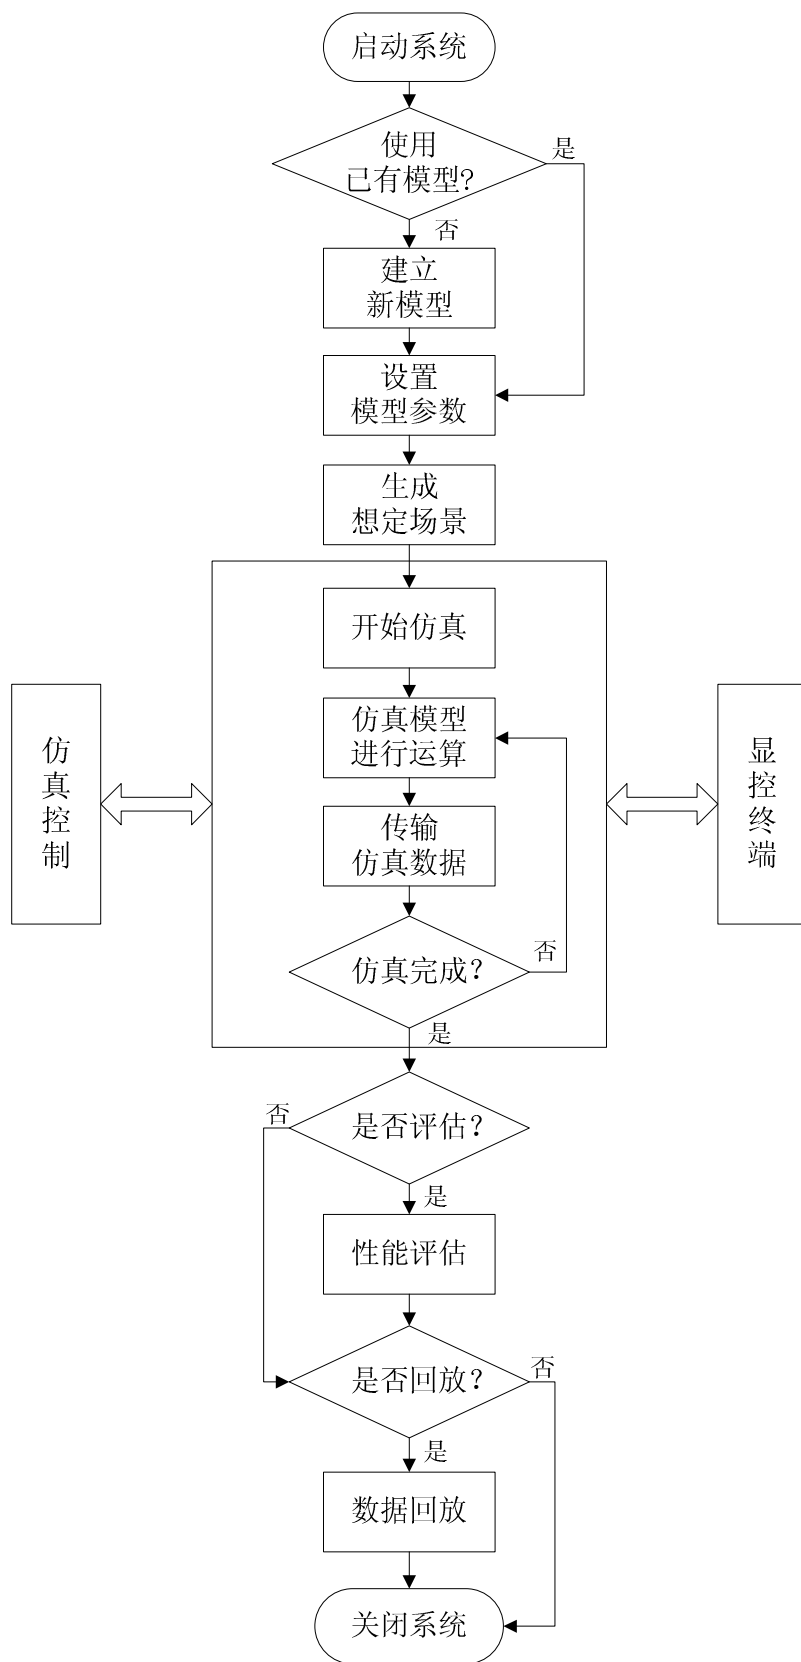 启动系统
使用
已有模型?
是
否
建立
新模型
设置
模型参数
生成
想定场景
开始仿真
仿真模型
进行运算
仿真控制
显控终端
传输
仿真数据
仿真完成？
否
是
是否评估？
否
是
性能评估
是否回放？
否
是
数据回放
关闭系统